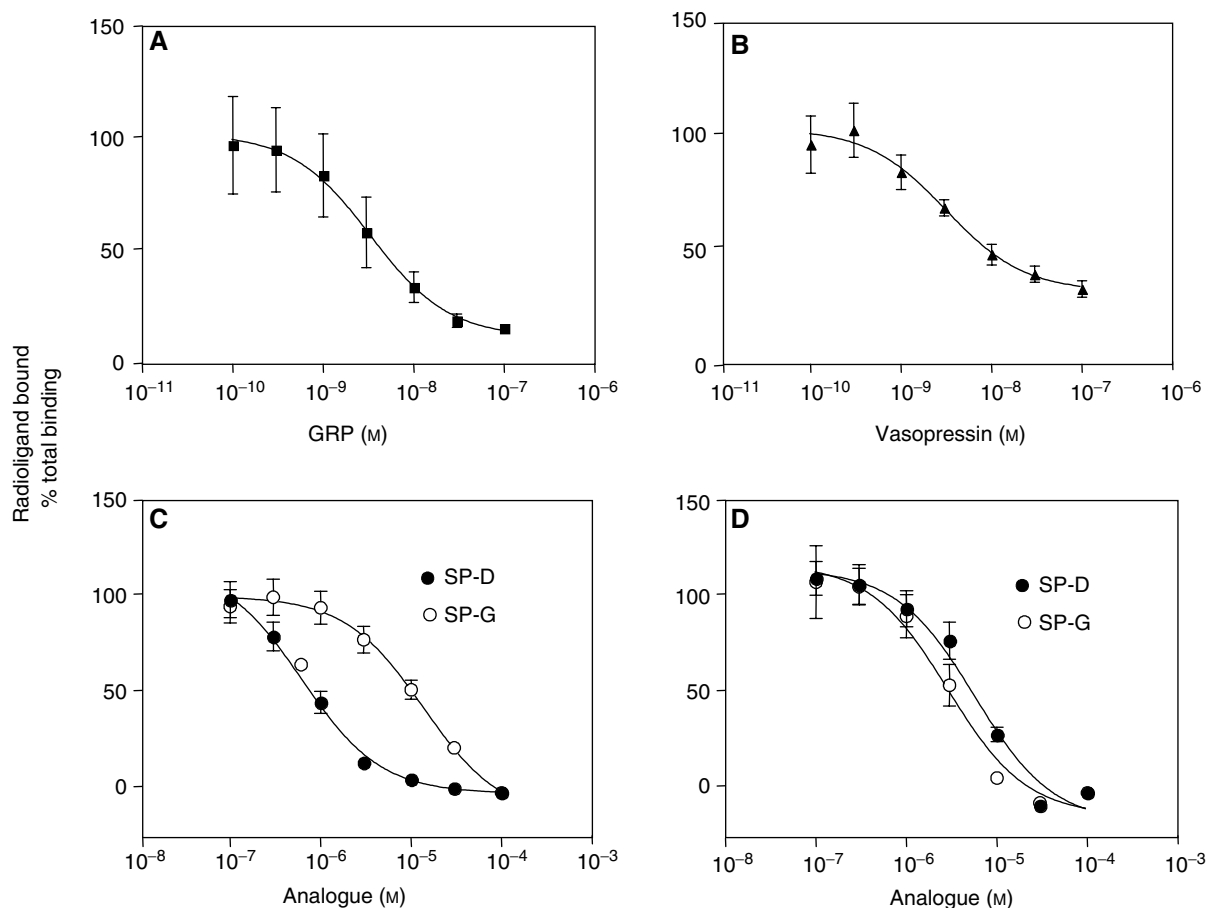 Radioligand bound
% total binding
A
150
100
50
0
10⁻¹¹ 10⁻¹⁰ 10⁻⁹ 10⁻⁸ 10⁻⁷ 10⁻⁶
GRP (M)
B
150
100
50
0
10⁻¹¹ 10⁻¹⁰ 10⁻⁹ 10⁻⁸ 10⁻⁷ 10⁻⁶
Vasopressin (M)
C
150
100
50
0
SP-D
SP-G
10⁻⁸ 10⁻⁷ 10⁻⁶ 10⁻⁵ 10⁻⁴ 10⁻³
Analogue (M)
D
150
100
50
0
SP-D
SP-G
10⁻⁸ 10⁻⁷ 10⁻⁶ 10⁻⁵ 10⁻⁴ 10⁻³
Analogue (M)